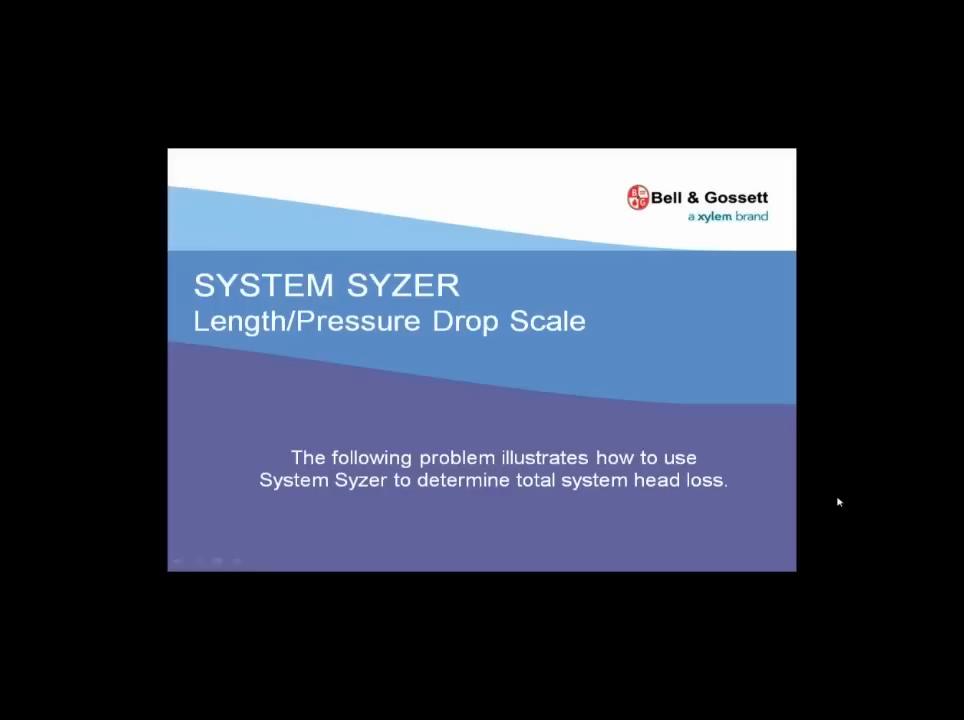 Bell & Gossett
a xylem brand
SYSTEM SYZER
Length/Pressure Drop Scale
The following problem illustrates how to use
System Syzer to determine total system head loss.